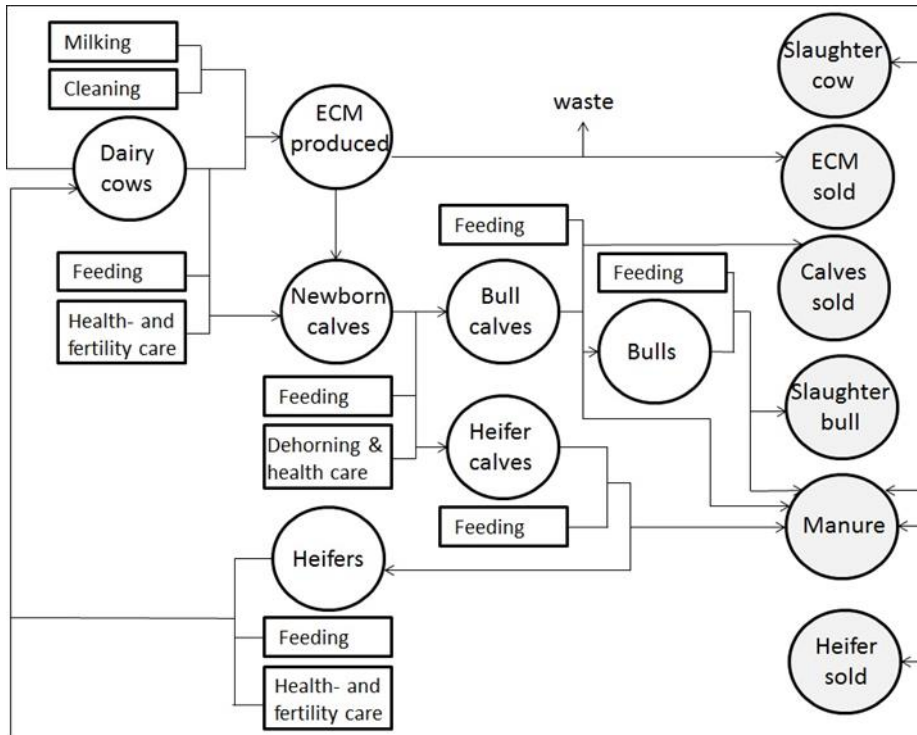 Milking
Cleaning
Dairy
cows
Feeding
Health- and
fertility care
ECM
produced
waste
Newborn
calves
Feeding
Dehorning &
health care
Feeding
Bull
calves
Heifer
calves
Feeding
Feeding
Bulls
Heifers
Feeding
Health- and
fertility care
Slaughter
cow
ECM
sold
Calves
sold
Slaughter
bull
Manure
Heifer
sold